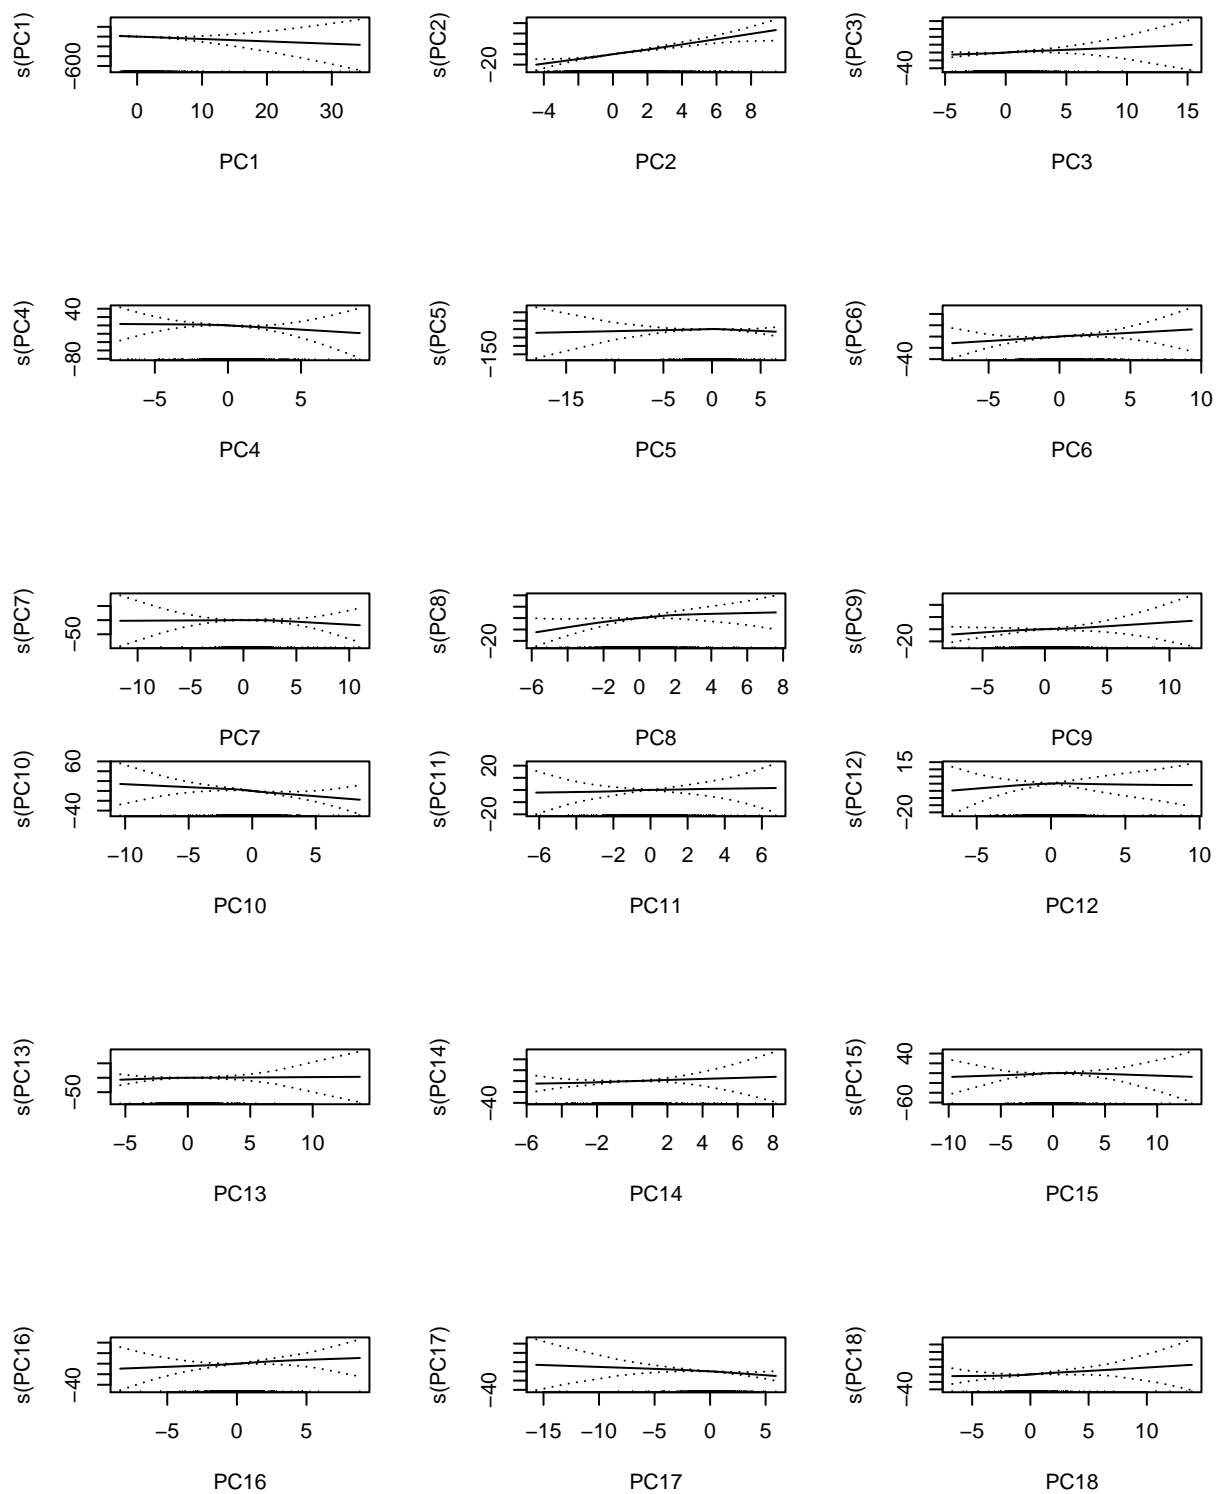 s(PC1)
−600
0 10 20 30
PC1
s(PC2)
−20
−4 0 2 4 6 8
PC2
s(PC3)
−40
−5 0 5 10 15
PC3
s(PC4)
−80 40
−5 0 5
PC4
s(PC5)
−150
−15 −5 0 5
PC5
s(PC6)
−40
−5 0 5 10
PC6
s(PC7)
−50
−10 −5 0 5 10
PC7
s(PC8)
−20
−6 −2 0 2 4 6 8
PC8
s(PC9)
−20
−5 0 5 10
PC9
s(PC10)
−40 60
−10 −5 0 5
PC10
s(PC11)
−20 20
−6 −2 0 2 4 6
PC11
s(PC12)
−20 15
−5 0 5 10
PC12
s(PC13)
−50
−5 0 5 10
PC13
s(PC14)
−40
−6 −2 0 2 4 6 8
PC14
s(PC15)
−60 40
−10 −5 0 5 10
PC15
s(PC16)
−40
−5 0 5
PC16
s(PC17)
−40
−15 −10 −5 0 5
PC17
s(PC18)
−40
−5 0 5 10
PC18